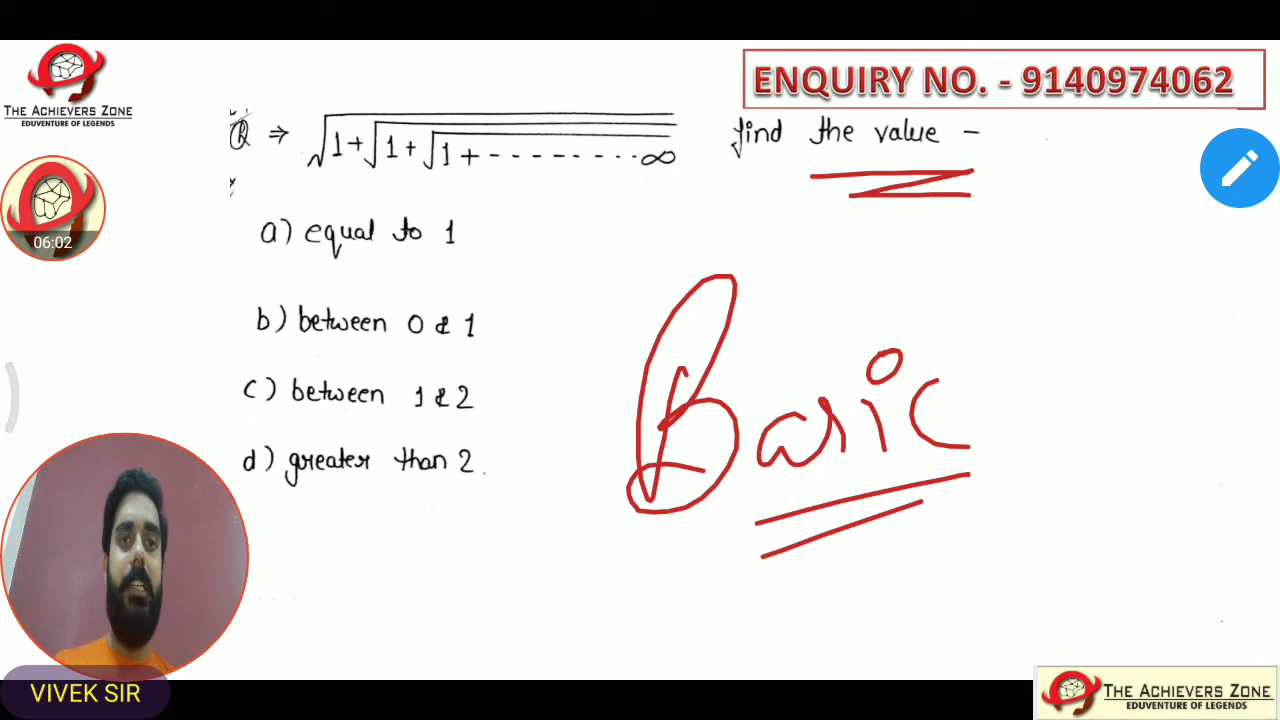 THE ACHIEVERS ZONE
EDUVENTURE OF LEGENDS
ENQUIRY NO. - 9140974062
Q ⇒ √1+√1+√1+--------∞ find the value -
06:02
a) equal to 1
b) between 0 & 1
c) between 1 & 2
d) greater than 2.
Basic
VIVEK SIR
THE ACHIEVERS ZONE
EDUVENTURE OF LEGENDS